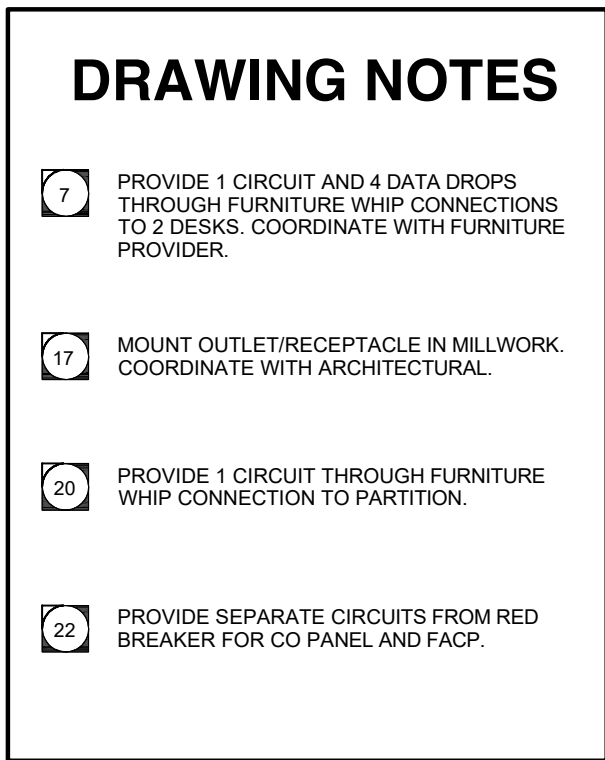 DRAWING NOTES
7
PROVIDE 1 CIRCUIT AND 4 DATA DROPS
THROUGH FURNITURE WHIP CONNECTIONS
TO 2 DESKS. COORDINATE WITH FURNITURE
PROVIDER.
17
MOUNT OUTLET/RECEPTACLE IN MILLWORK.
COORDINATE WITH ARCHITECTURAL.
20
PROVIDE 1 CIRCUIT THROUGH FURNITURE
WHIP CONNECTION TO PARTITION.
22
PROVIDE SEPARATE CIRCUITS FROM RED
BREAKER FOR CO PANEL AND FACP.